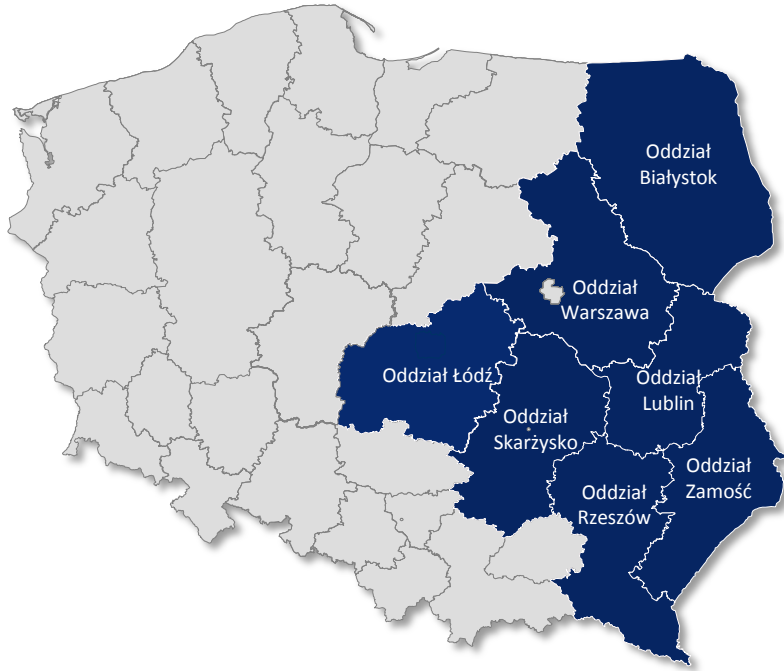 Oddział
Białystok
Oddział
Warszawa
Oddział Łódź
Oddział
Lublin
Oddział
Skarżysko
Oddział
Zamość
Oddział
Rzeszów